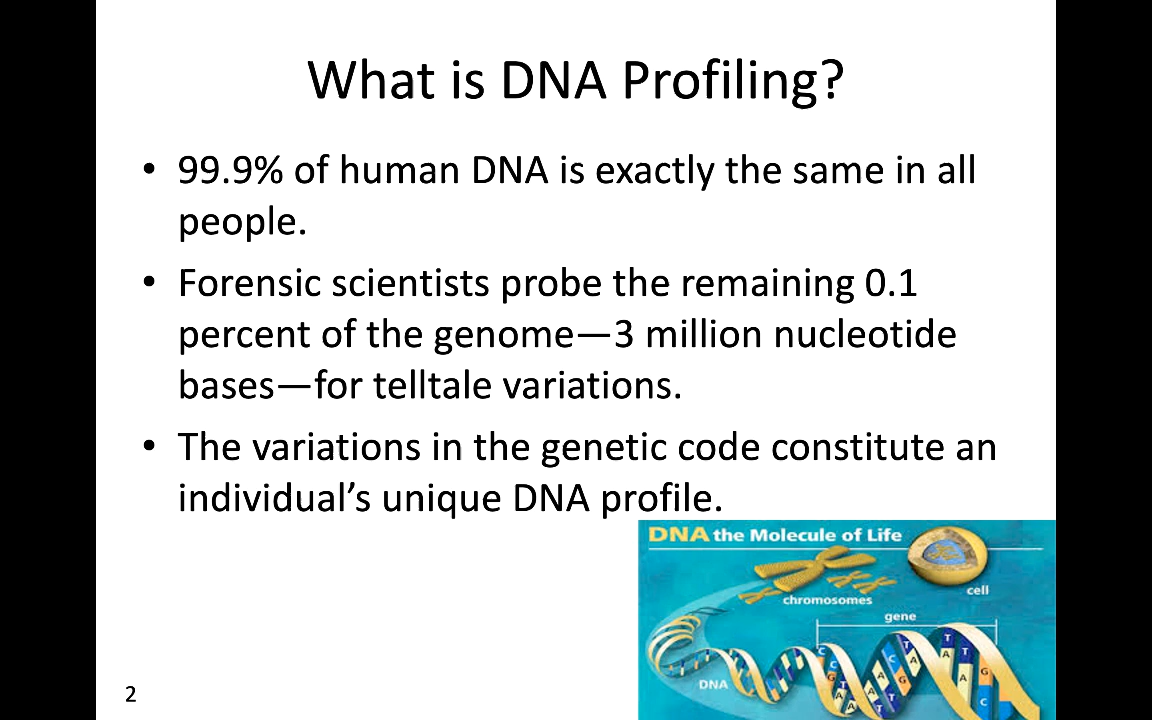 What is DNA Profiling?
• 99.9% of human DNA is exactly the same in all
people.
• Forensic scientists probe the remaining 0.1
percent of the genome—3 million nucleotide
bases—for telltale variations.
• The variations in the genetic code constitute an
individual’s unique DNA profile.
DNA the Molecule of Life
cell
chromosomes
gene
DNA
2